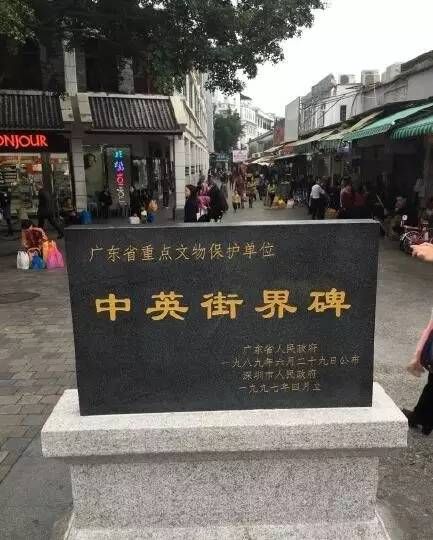 BONJOUR
广东省重点文物保护单位
中英街界碑
广东省人民政府
一九八九年六月二十九日公布
深圳市人民政府
一九九七年四月立